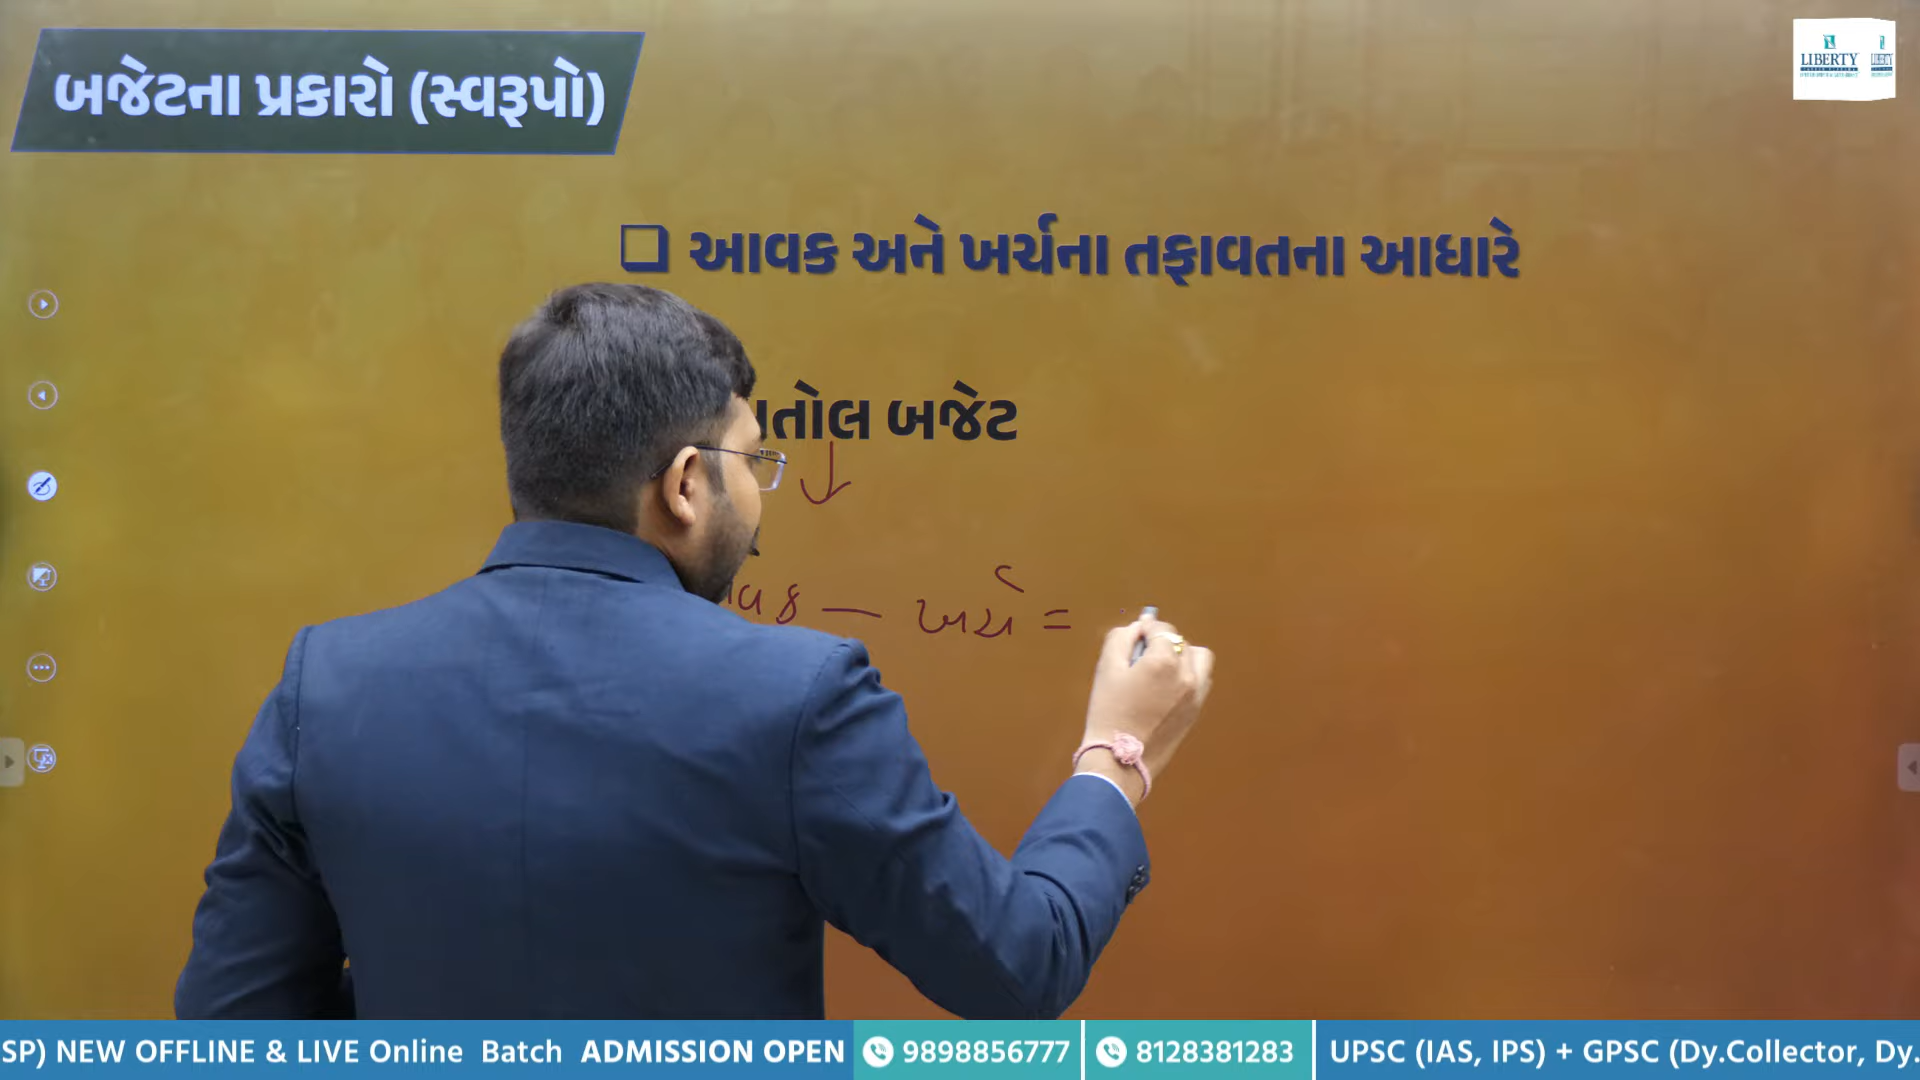 બજેટના પ્રકારો (સ્વરૂપો)
LIBERTY
❑ આવક અને ખર્ચના તફાવતના આધારે
બજેટ
— ખર્ચ =
SP) NEW OFFLINE & LIVE Online Batch ADMISSION OPEN 9898856777 8128381283 UPSC (IAS, IPS) + GPSC (Dy.Collector, Dy.